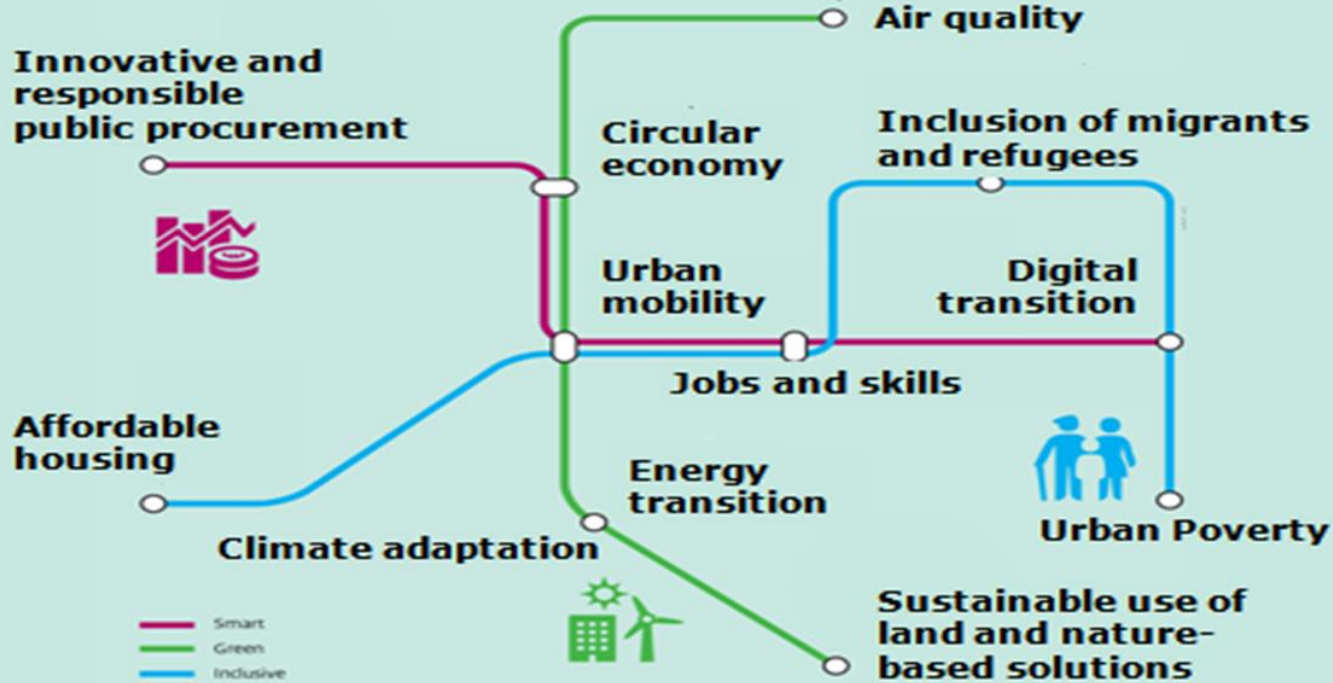 Air quality
Innovative and
responsible
public procurement
Circular
economy
Inclusion of migrants
and refugees
Urban
mobility
Digital
transition
Jobs and skills
Affordable
housing
Energy
transition
Climate adaptation
Urban Poverty
Sustainable use of
land and nature-
based solutions
Smart
Green
Inclusive